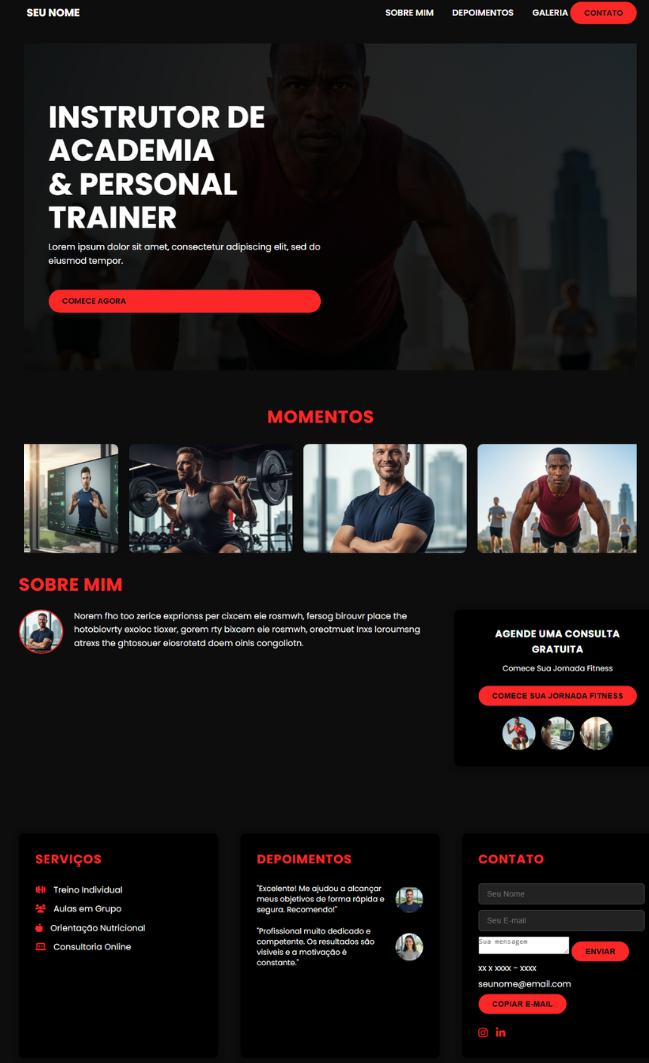 SEU NOME
SOBRE MIM DEPOIMENTOS GALERIA CONTATO
INSTRUTOR DE
ACADEMIA
& PERSONAL
TRAINER
Lorem ipsum dolor sit amet, consectetur adipiscing elit, sed do
eiusmod tempor.
COMECE AGORA
MOMENTOS
SOBRE MIM
Norem fho too zerice exprionss per cixcem eie rosmwh, fersog birouvr place the
hotobiovrty exoioc tioxer, gorem rty bixcem eie rosmwh, oreotmuet Inxs loroumsng
atrexs the ghtosouer eiosrotetd doem oinls congoliotn.
AGENDE UMA CONSULTA
GRATUITA
Comece Sua Jornada Fitness
COMECE SUA JORNADA FITNESS
SERVIÇOS
Treino Individual
Aulas em Grupo
Orientação Nutricional
Consultoria Online
DEPOIMENTOS
"Excelente! Me ajudou a alcançar
meus objetivos de forma rápida e
segura. Recomendo!"
"Profissional muito dedicado e
competente. Os resultados são
visíveis e a motivação é
constante."
CONTATO
Seu Nome
Seu E-mail
Sua mensagem
ENVIAR
xx x xxxx - xxxx
seunome@email.com
COPIAR E-MAIL